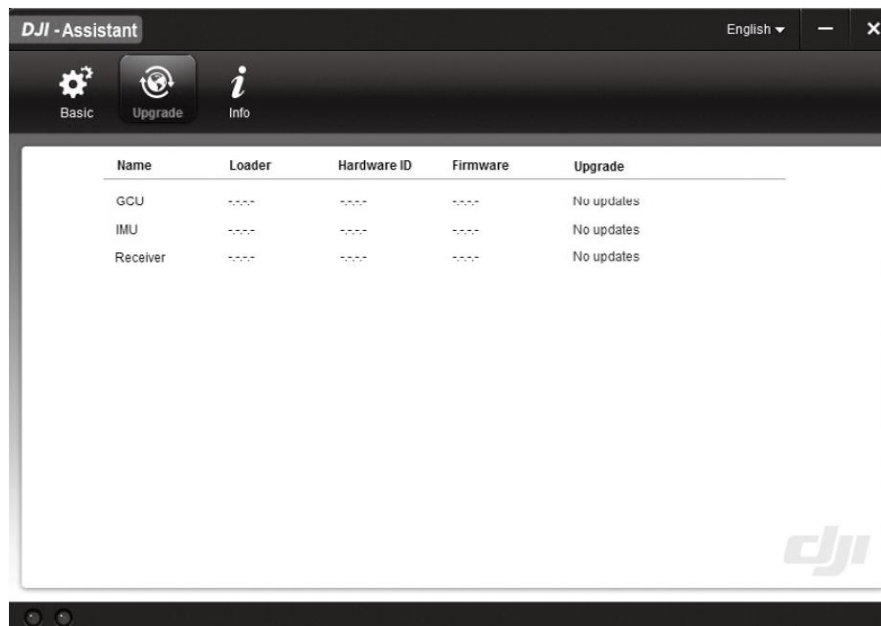 DJI - Assistant English
Basic Upgrade Info
Name Loader Hardware ID Firmware Upgrade
GCU -.-.-.- -.-.-.- -.-.-.- No updates
IMU -.-.-.- -.-.-.- -.-.-.- No updates
Receiver -.-.-.- -.-.-.- -.-.-.- No updates
dji